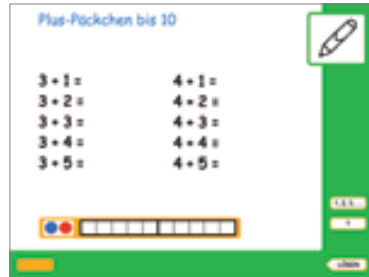 Plus-Päckchen bis 10
3 + 1 = 4 + 1 =
3 + 2 = 4 + 2 =
3 + 3 = 4 + 3 =
3 + 4 = 4 + 4 =
3 + 5 = 4 + 5 =